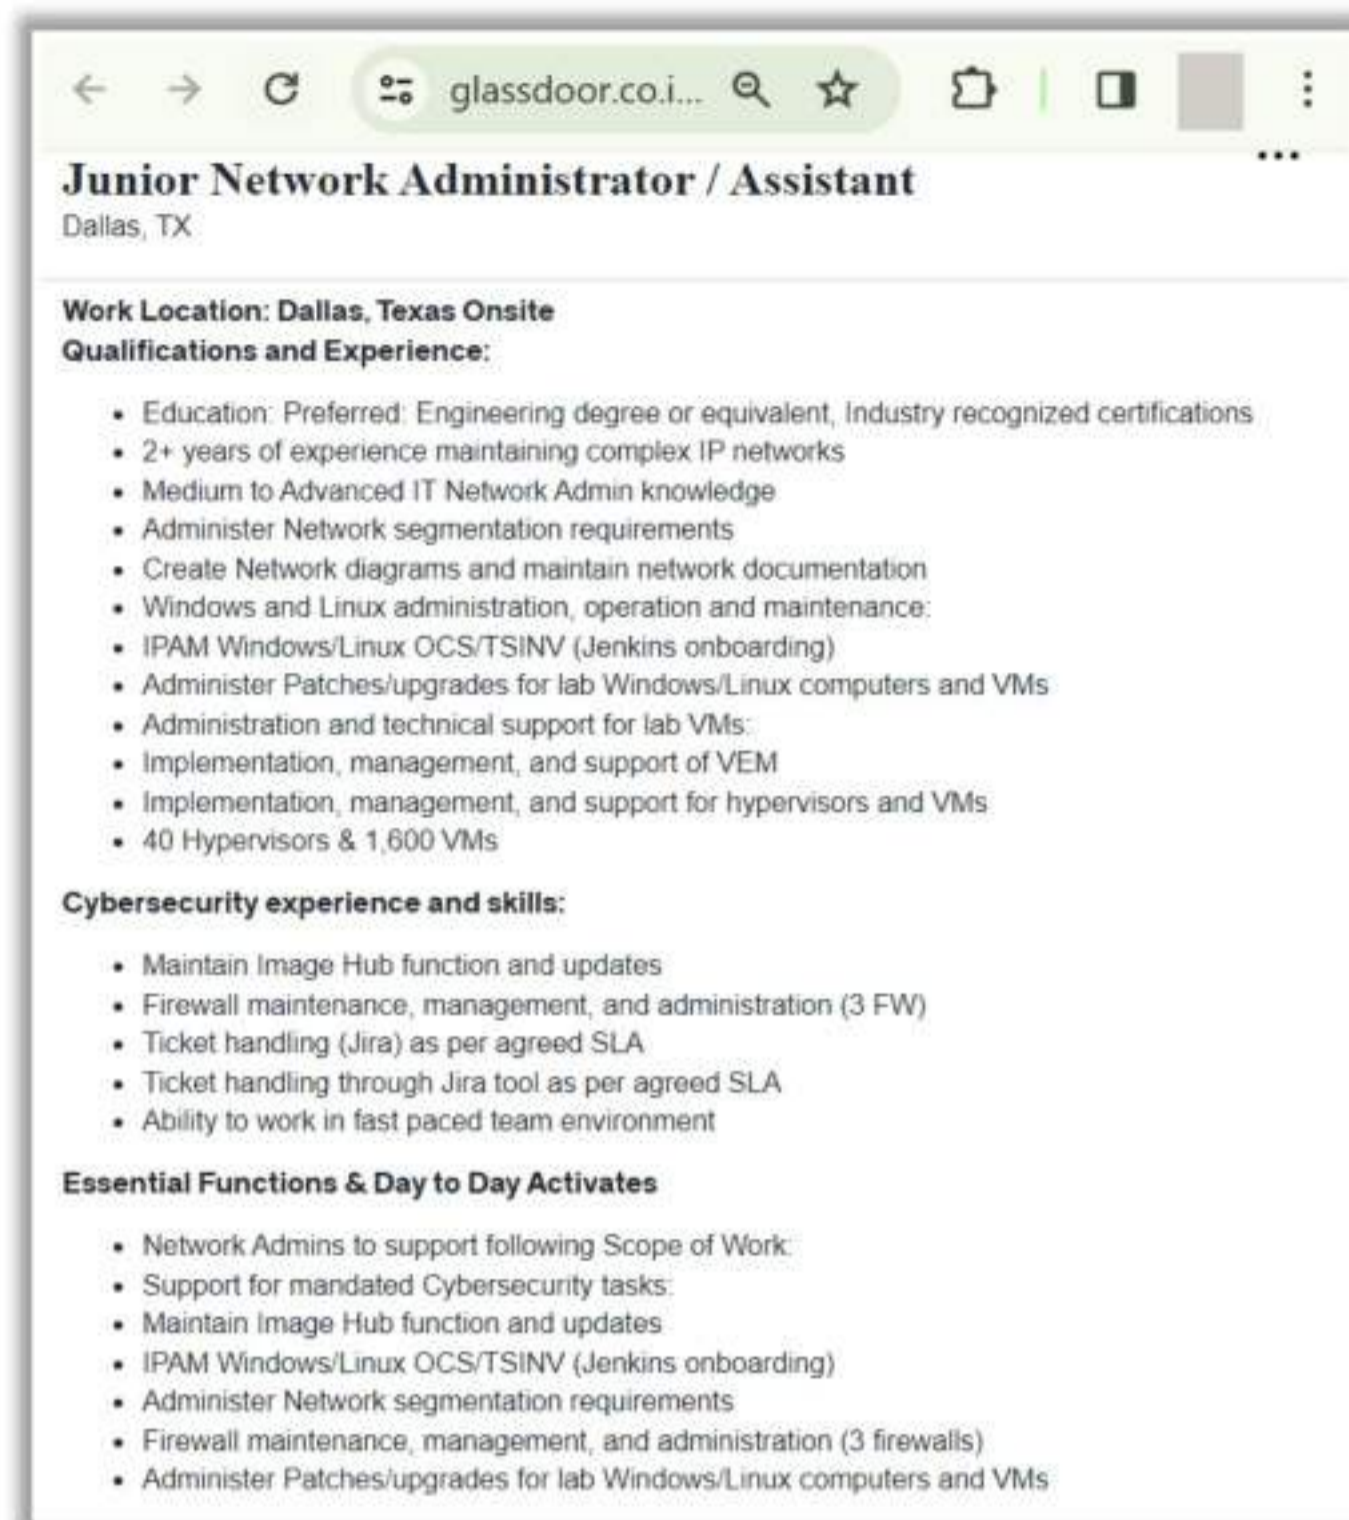 glassdoor.co.i...
Junior Network Administrator / Assistant
Dallas, TX
Work Location: Dallas, Texas Onsite
Qualifications and Experience:
• Education: Preferred: Engineering degree or equivalent, Industry recognized certifications
• 2+ years of experience maintaining complex IP networks
• Medium to Advanced IT Network Admin knowledge
• Administer Network segmentation requirements
• Create Network diagrams and maintain network documentation
• Windows and Linux administration, operation and maintenance:
• IPAM Windows/Linux OCS/TSINV (Jenkins onboarding)
• Administer Patches/upgrades for lab Windows/Linux computers and VMs
• Administration and technical support for lab VMs:
• Implementation, management, and support of VEM
• Implementation, management, and support for hypervisors and VMs
• 40 Hypervisors & 1,600 VMs
Cybersecurity experience and skills:
• Maintain Image Hub function and updates
• Firewall maintenance, management, and administration (3 FW)
• Ticket handling (Jira) as per agreed SLA
• Ticket handling through Jira tool as per agreed SLA
• Ability to work in fast paced team environment
Essential Functions & Day to Day Activates
• Network Admins to support following Scope of Work:
• Support for mandated Cybersecurity tasks:
• Maintain Image Hub function and updates
• IPAM Windows/Linux OCS/TSINV (Jenkins onboarding)
• Administer Network segmentation requirements
• Firewall maintenance, management, and administration (3 firewalls)
• Administer Patches/upgrades for lab Windows/Linux computers and VMs